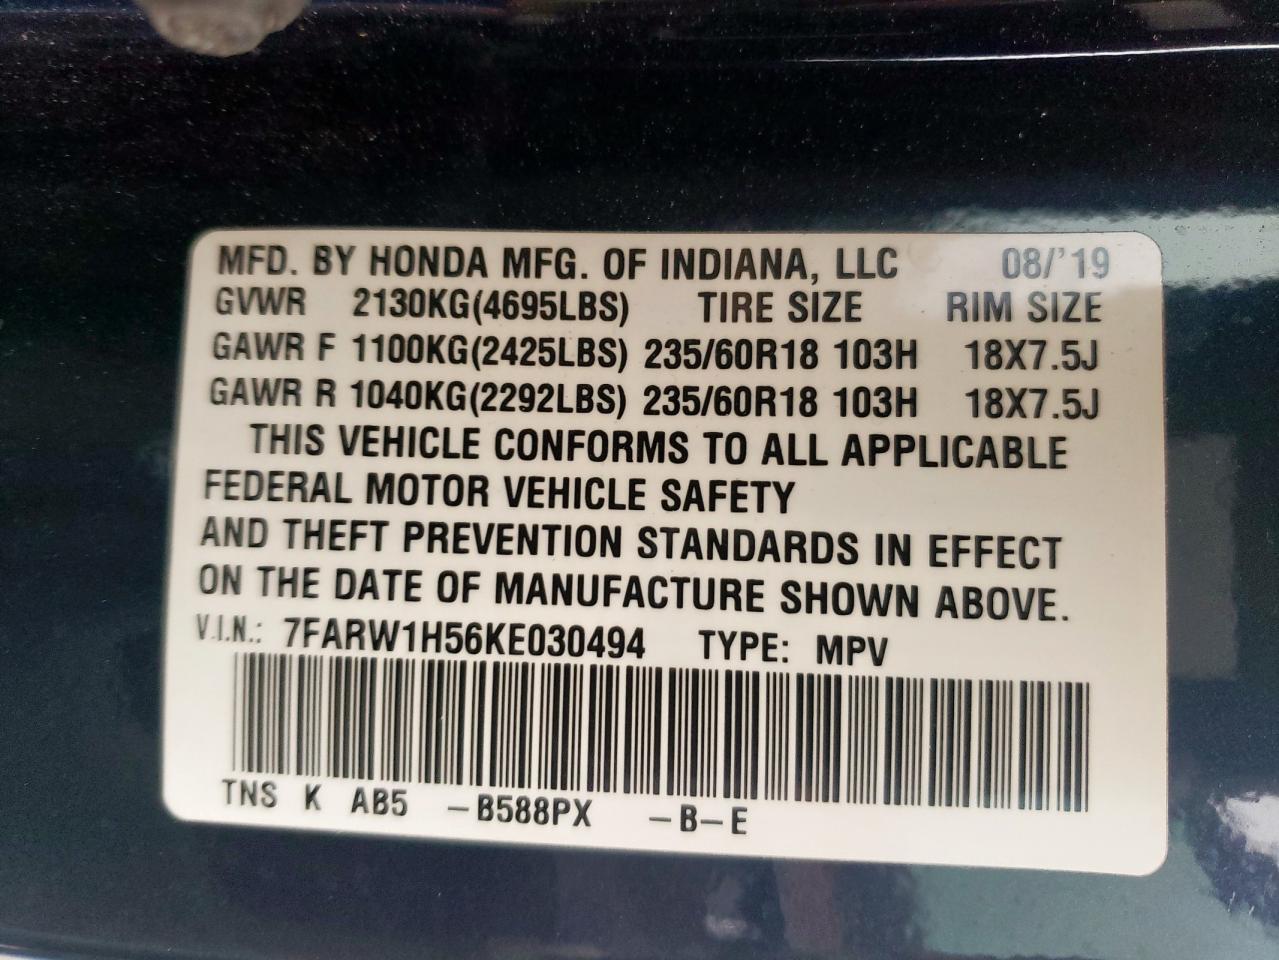 MFD. BY HONDA MFG. OF INDIANA, LLC 08/'19
GVWR 2130KG(4695LBS) TIRE SIZE RIM SIZE
GAWR F 1100KG(2425LBS) 235/60R18 103H 18X7.5J
GAWR R 1040KG(2292LBS) 235/60R18 103H 18X7.5J
THIS VEHICLE CONFORMS TO ALL APPLICABLE
FEDERAL MOTOR VEHICLE SAFETY
AND THEFT PREVENTION STANDARDS IN EFFECT
ON THE DATE OF MANUFACTURE SHOWN ABOVE.
V.I.N.: 7FARW1H56KE030494 TYPE: MPV
TNS K AB5 -B588PX -B-E